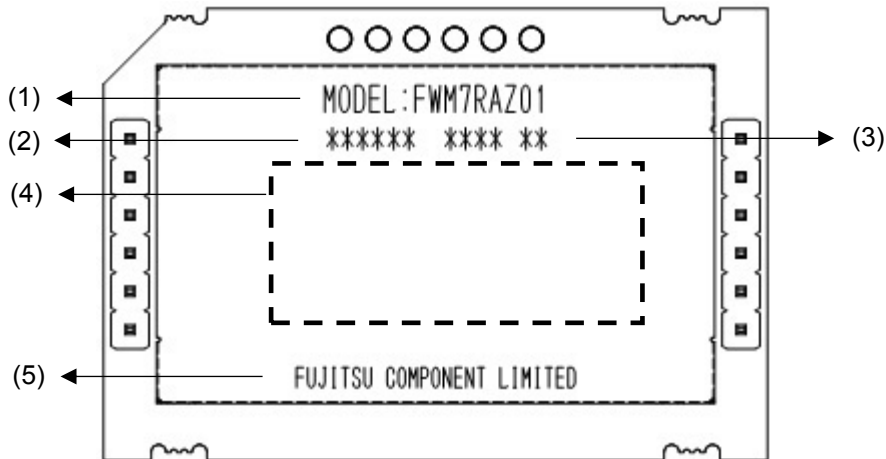 (1) MODEL:FWM7RAZ01
(2) ****** **** ** (3)
(4)
(5) FUJITSU COMPONENT LIMITED